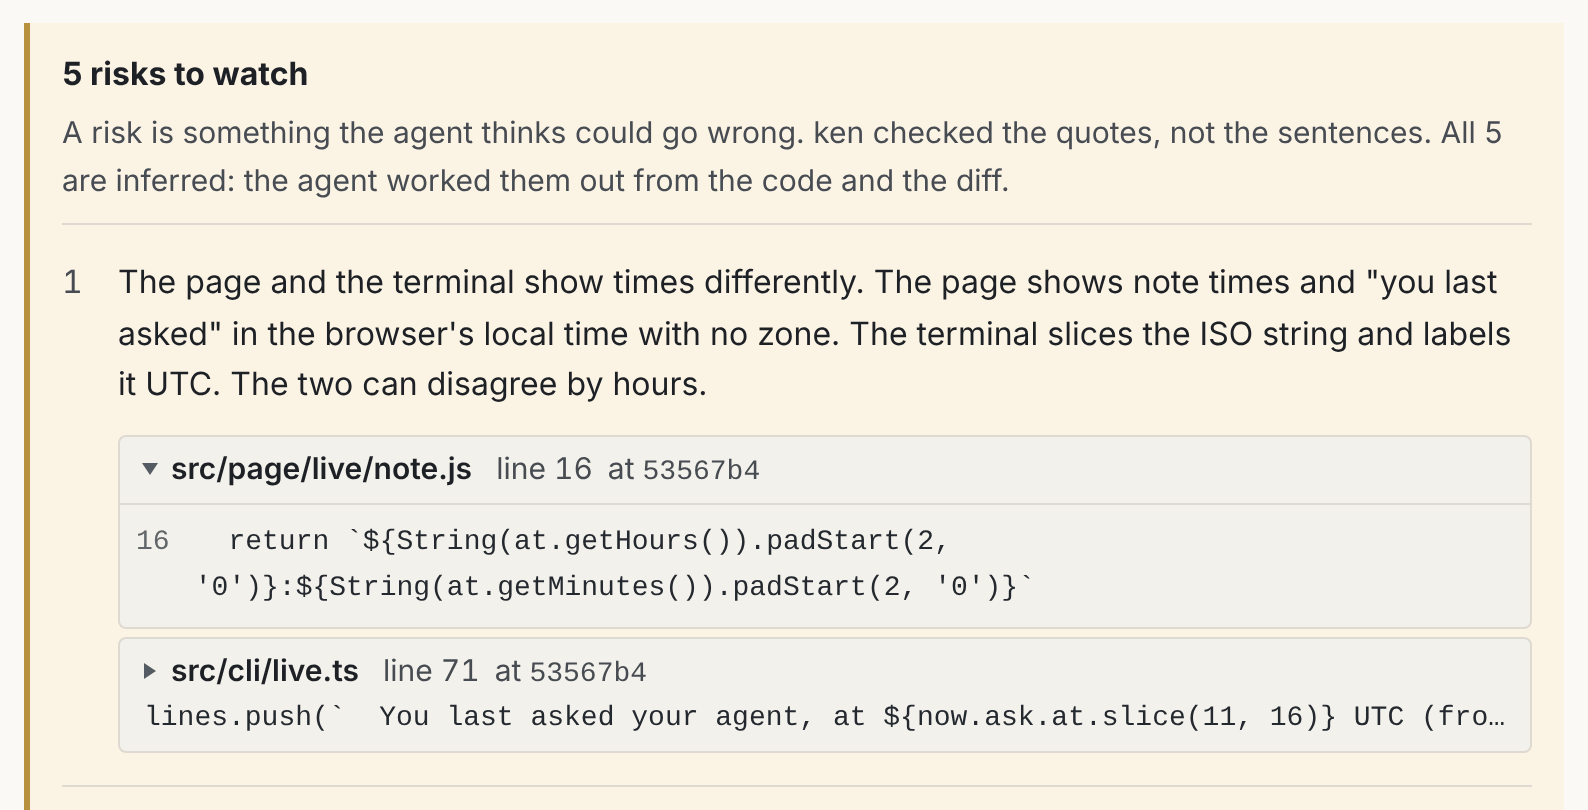 5 risks to watch
A risk is something the agent thinks could go wrong. ken checked the quotes, not the sentences. All 5
are inferred: the agent worked them out from the code and the diff.
1 The page and the terminal show times differently. The page shows note times and "you last
asked" in the browser's local time with no zone. The terminal slices the ISO string and labels
it UTC. The two can disagree by hours.
src/page/live/note.js line 16 at 53567b4
16   return `${String(at.getHours()).padStart(2,
'0')}:${String(at.getMinutes()).padStart(2, '0')}`
src/cli/live.ts line 71 at 53567b4
lines.push(`  You last asked your agent, at ${now.ask.at.slice(11, 16)} UTC (fro…